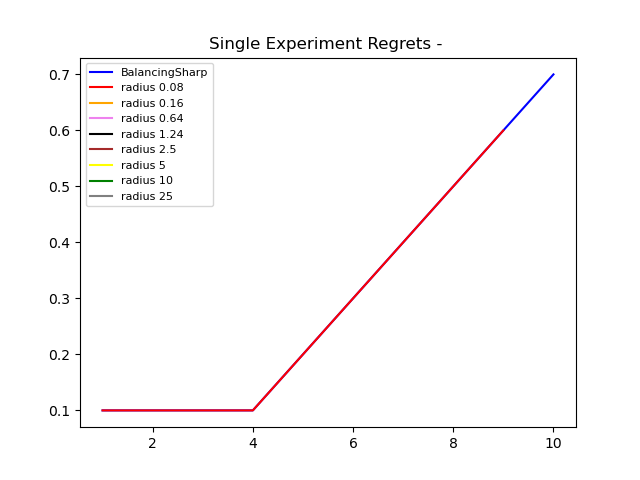 Single Experiment Regrets -
BalancingSharp
radius 0.08
radius 0.16
radius 0.64
radius 1.24
radius 2.5
radius 5
radius 10
radius 25
0.7
0.6
0.5
0.4
0.3
0.2
0.1
2 4 6 8 10